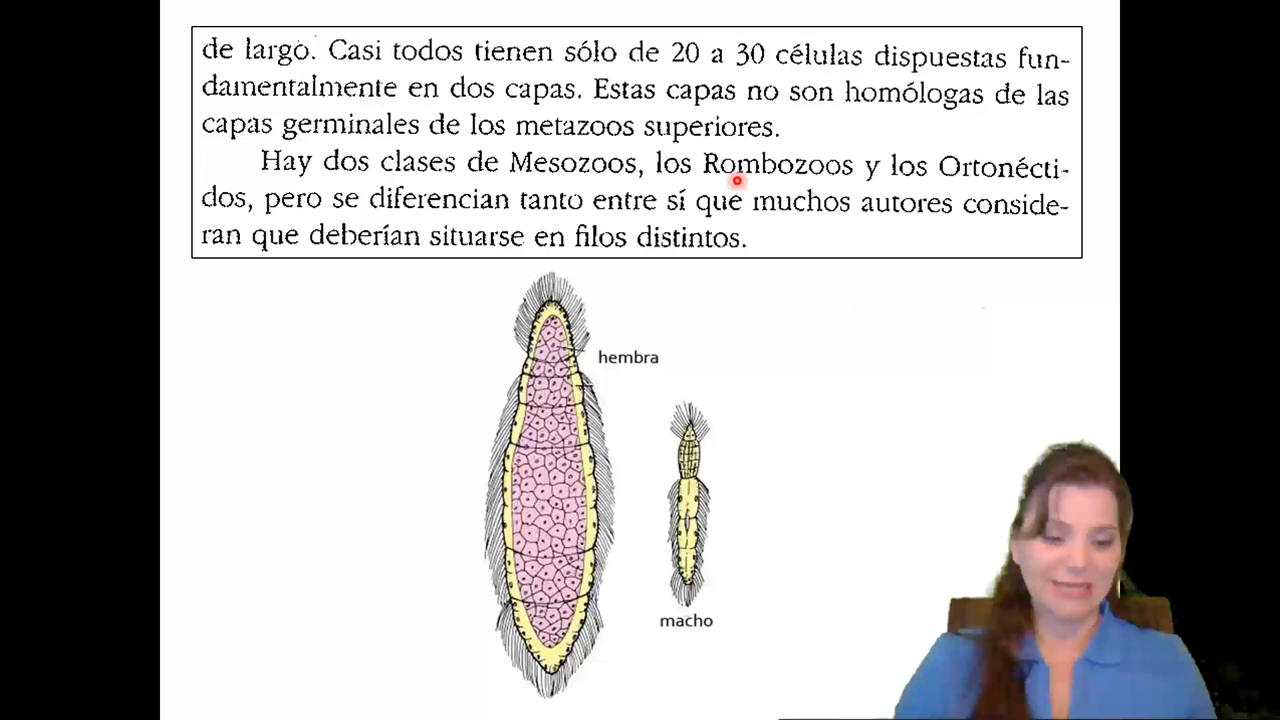 de largo. Casi todos tienen sólo de 20 a 30 células dispuestas fun-
damentalmente en dos capas. Estas capas no son homólogas de las
capas germinales de los metazoos superiores.
Hay dos clases de Mesozoos, los Rombozoos y los Ortonécti-
dos, pero se diferencian tanto entre sí que muchos autores conside-
ran que deberían situarse en filos distintos.
hembra
macho